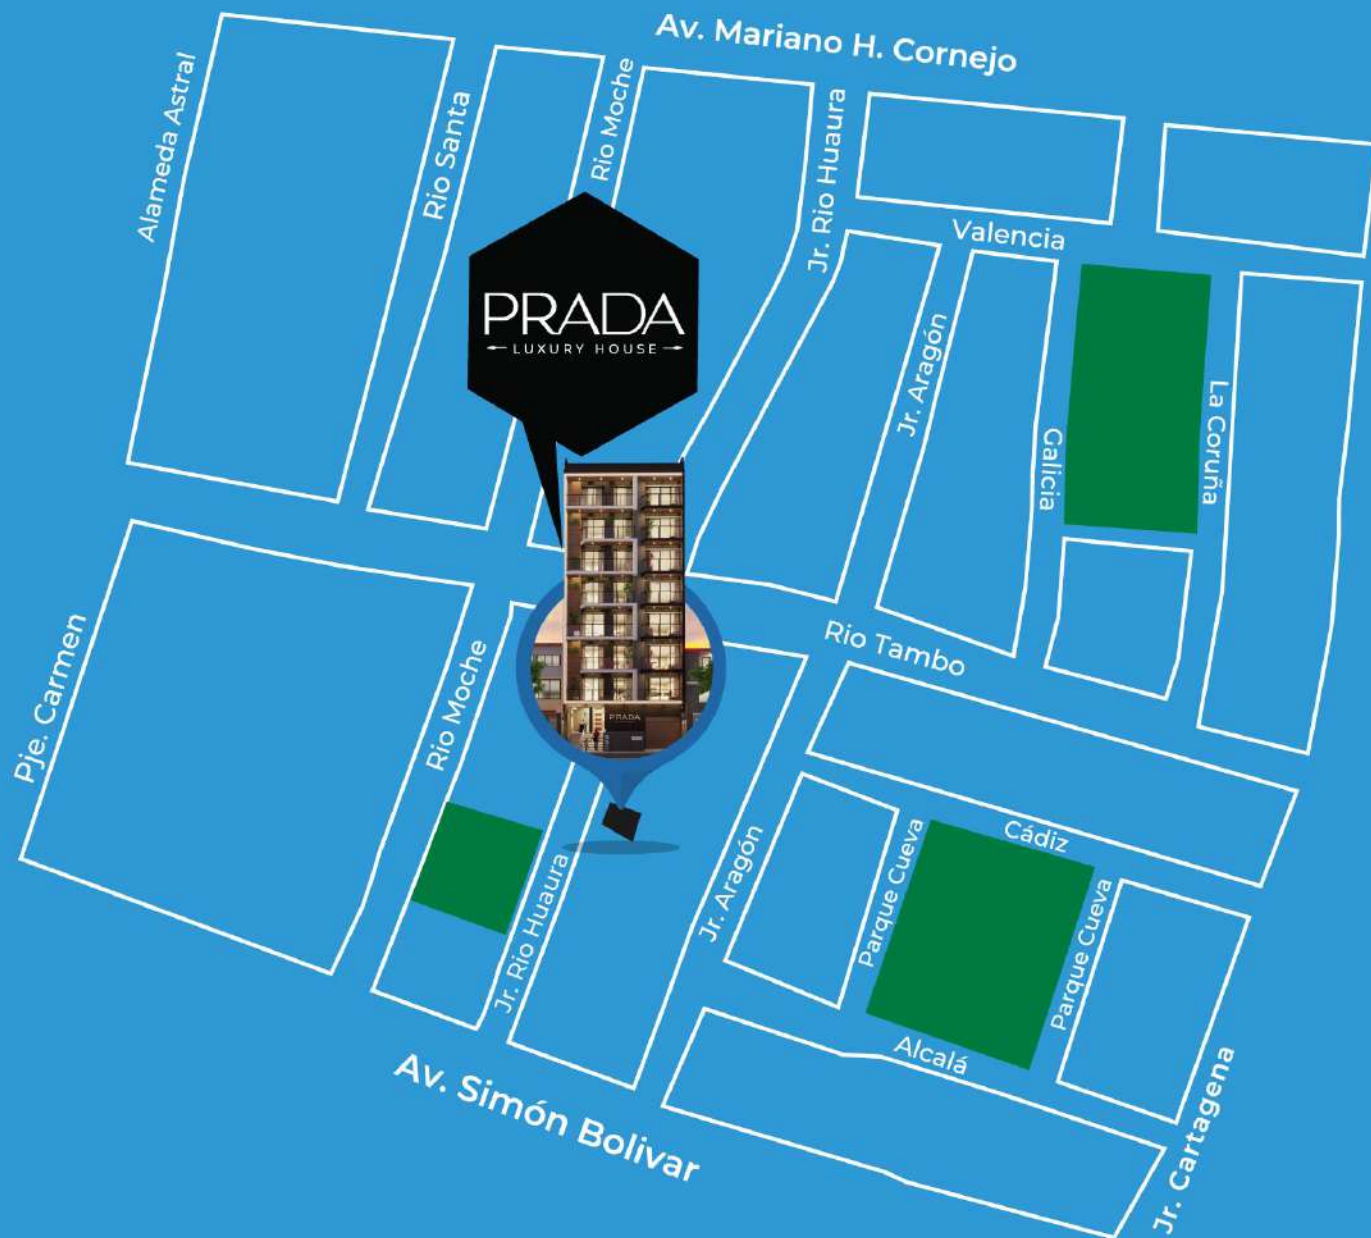 Av. Mariano H. Cornejo
Alameda Astral
Rio Santa
Rio Moche
Jr. Rio Huaura
Valencia
PRADA
LUXURY HOUSE
Jr. Aragón
Galicia
La Coruña
Rio Tambo
Pje. Carmen
Rio Moche
PRADA
Jr. Rio Huaura
Jr. Aragón
Parque Cueva
Cádiz
Parque Cueva
Alcalá
Av. Simón Bolivar
Jr. Cartagena